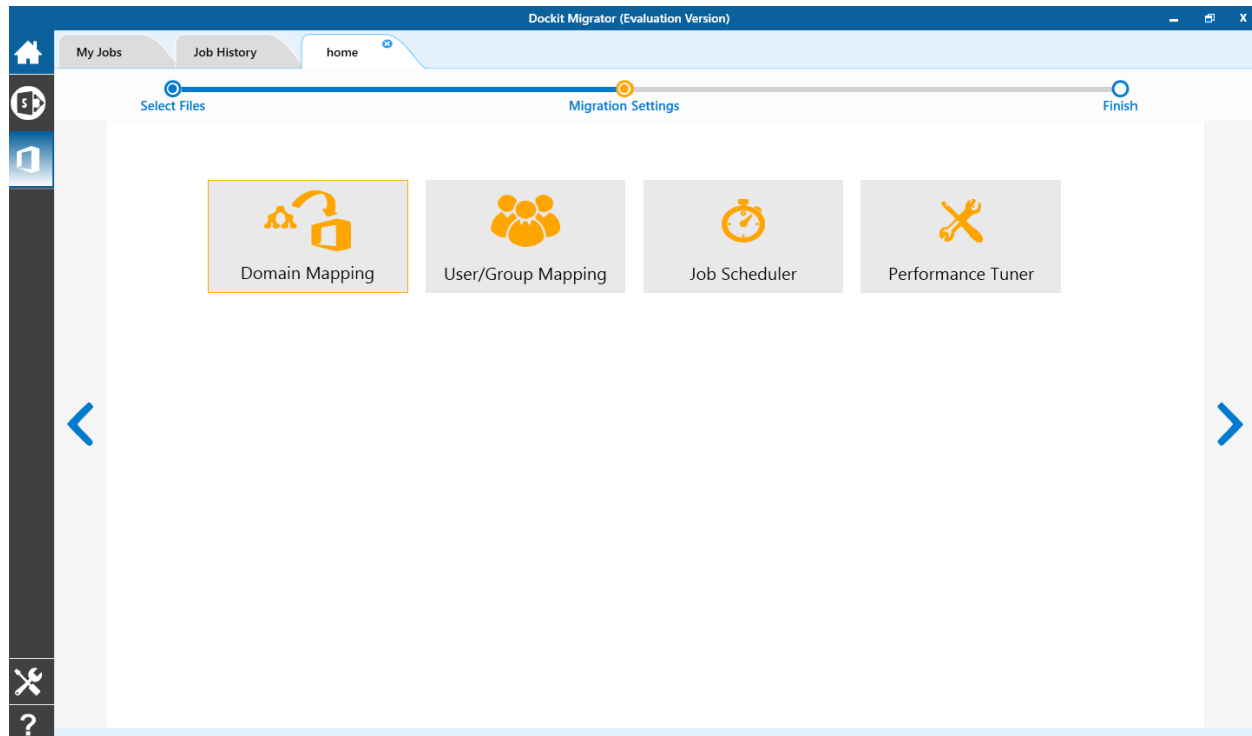 Dockit Migrator (Evaluation Version)
My Jobs
Job History
home
Select Files
Migration Settings
Finish
Domain Mapping
User/Group Mapping
Job Scheduler
Performance Tuner